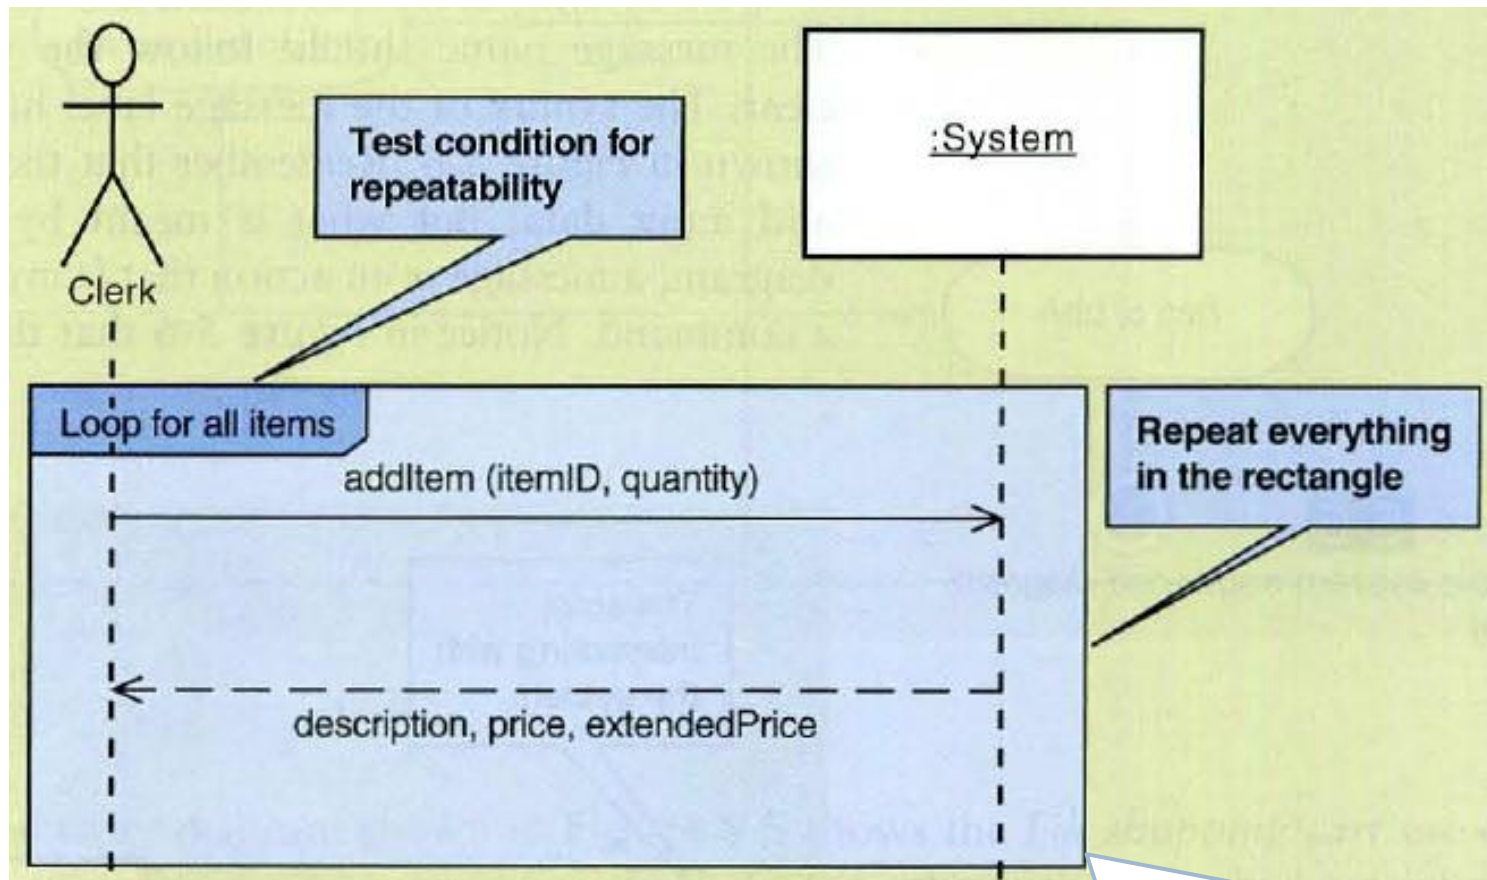 Test condition for
repeatability
:System
Clerk
Loop for all items
addItem (itemID, quantity)
Repeat everything
in the rectangle
description, price, extendedPrice